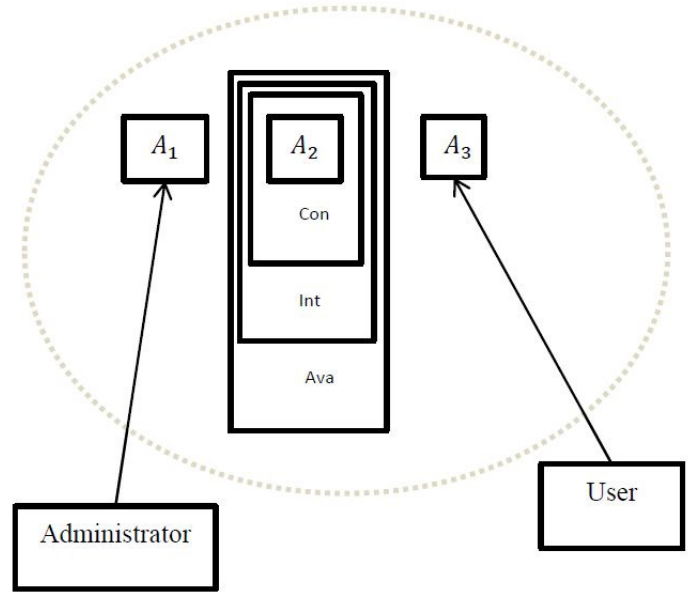 A₁
A₂
A₃
Con
Int
Ava
User
Administrator